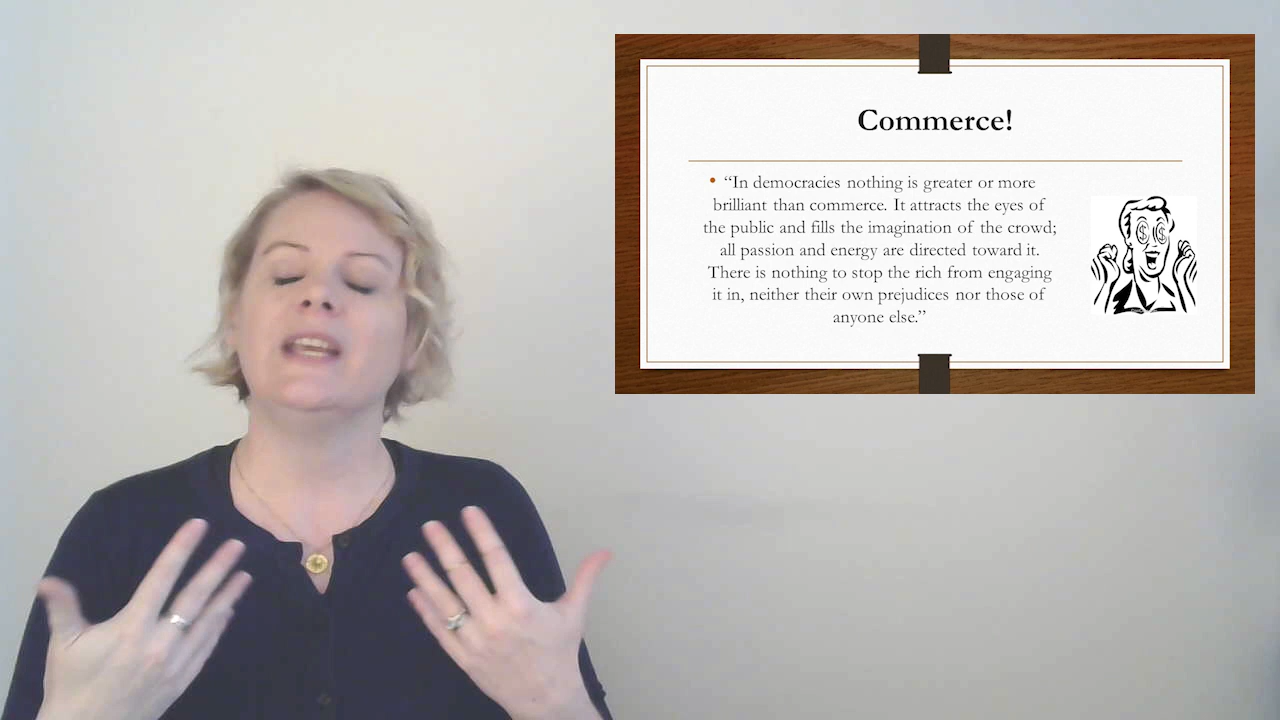 Commerce!
• “In democracies nothing is greater or more
brilliant than commerce. It attracts the eyes of
the public and fills the imagination of the crowd;
all passion and energy are directed toward it.
There is nothing to stop the rich from engaging
it in, neither their own prejudices nor those of
anyone else.”
$ $